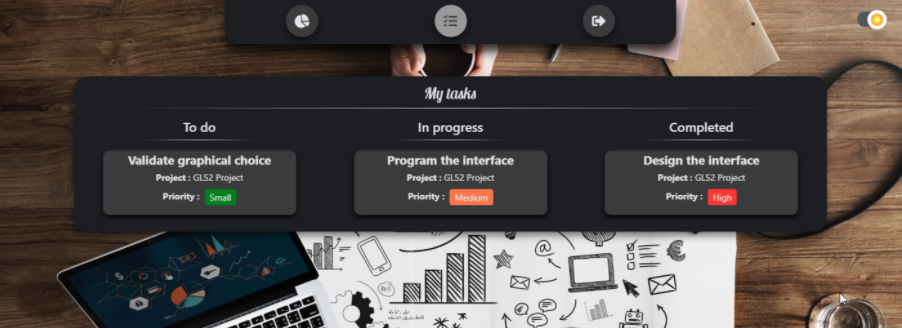 My tasks
To do
In progress
Completed
Validate graphical choice
Project : GL52 Project
Priority : Small
Program the interface
Project : GL52 Project
Priority : Medium
Design the interface
Project : GL52 Project
Priority : High